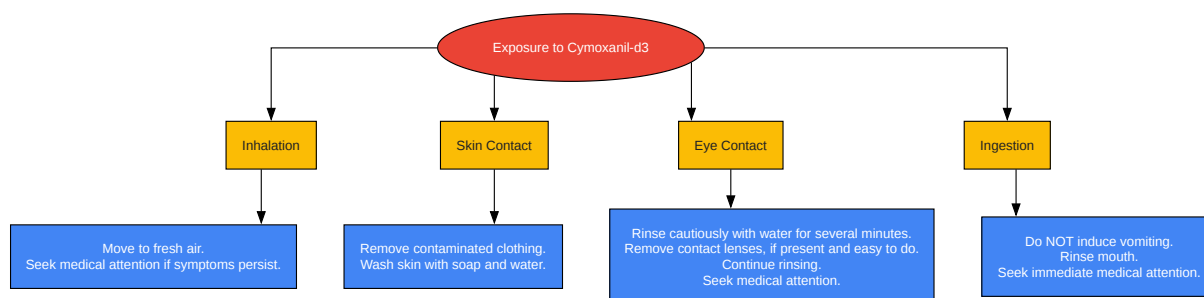 Exposure to Cymoxanil-d3
Inhalation
Skin Contact
Eye Contact
Ingestion
Move to fresh air.
Seek medical attention if symptoms persist.
Remove contaminated clothing.
Wash skin with soap and water.
Rinse cautiously with water for several minutes.
Remove contact lenses, if present and easy to do.
Continue rinsing.
Seek medical attention.
Do NOT induce vomiting.
Rinse mouth.
Seek immediate medical attention.